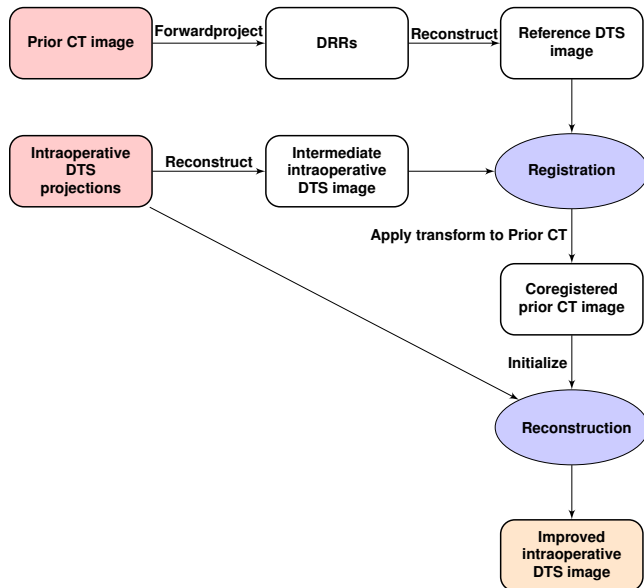 Prior CT image
Forwardproject
DRRs
Reconstruct
Reference DTS
image
Intraoperative
DTS
projections
Reconstruct
Intermediate
intraoperative
DTS image
Registration
Apply transform to Prior CT
Coregistered
prior CT image
Initialize
Reconstruction
Improved
intraoperative
DTS image